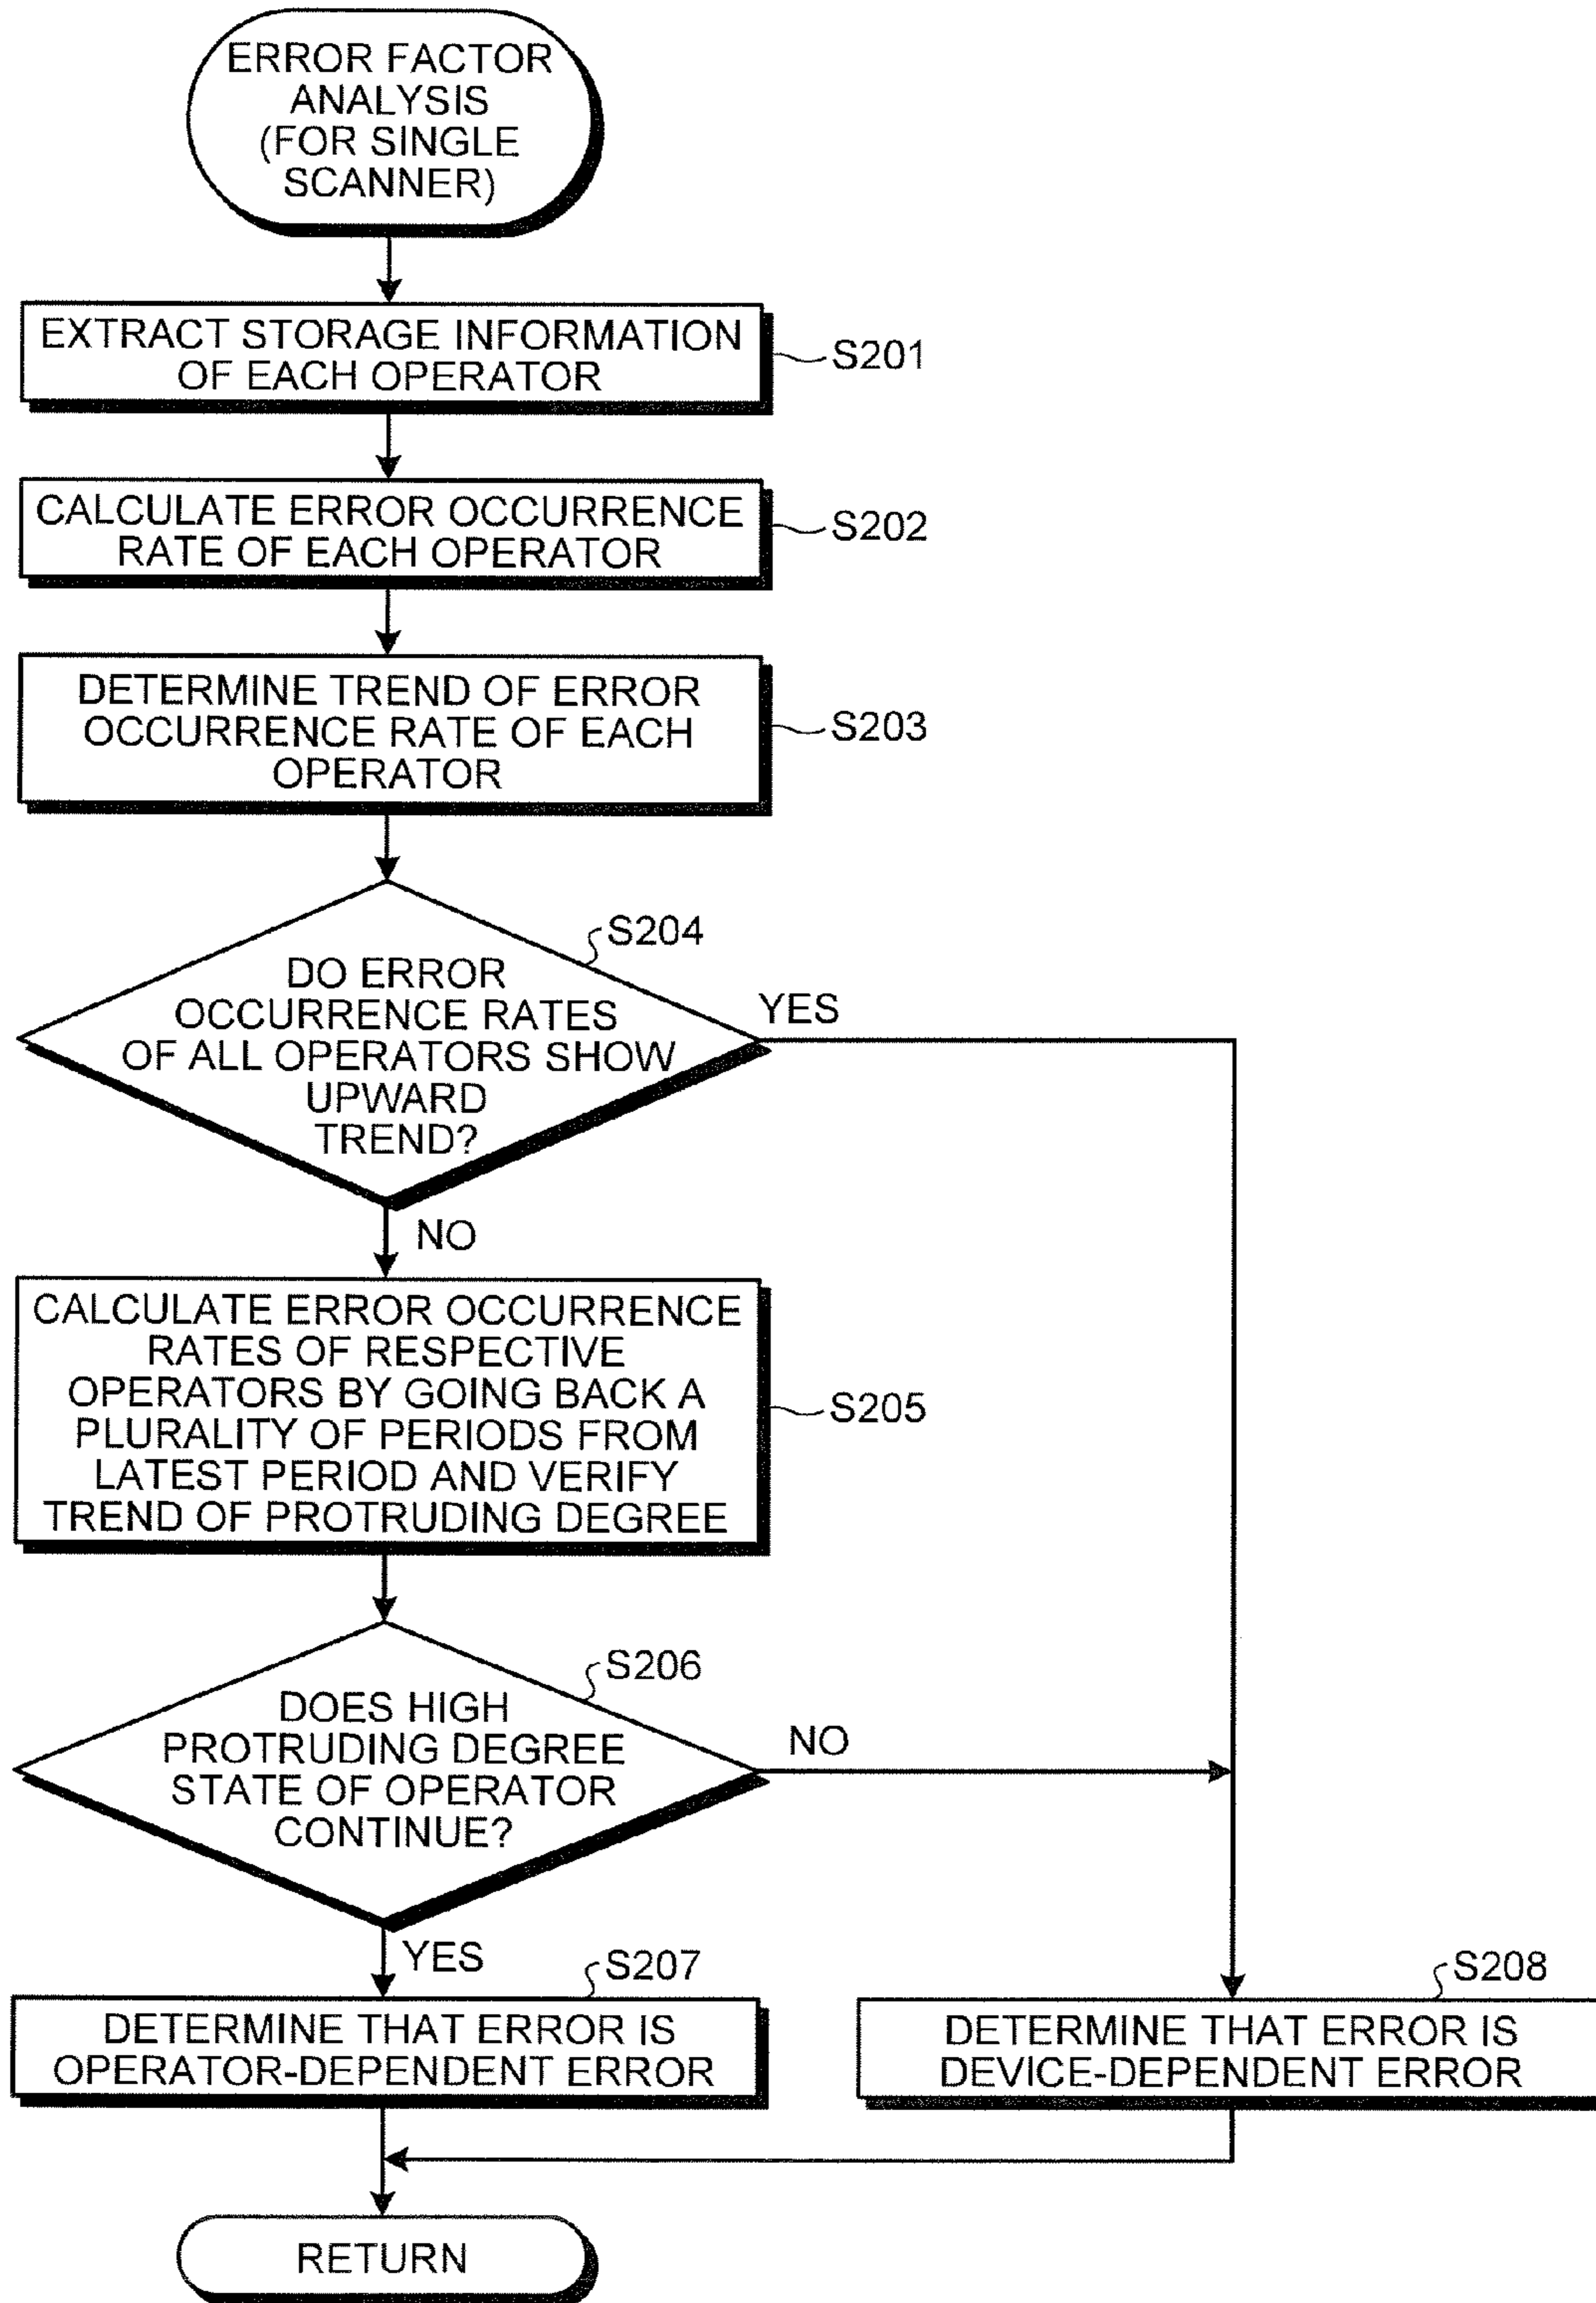 ERROR FACTOR
ANALYSIS
(FOR SINGLE
SCANNER)
EXTRACT STORAGE INFORMATION
OF EACH OPERATOR
S201
CALCULATE ERROR OCCURRENCE
RATE OF EACH OPERATOR
S202
DETERMINE TREND OF ERROR
OCCURRENCE RATE OF EACH
OPERATOR
S203
S204
DO ERROR
OCCURRENCE RATES
OF ALL OPERATORS SHOW
UPWARD
TREND?
YES
NO
CALCULATE ERROR OCCURRENCE
RATES OF RESPECTIVE
OPERATORS BY GOING BACK A
PLURALITY OF PERIODS FROM
LATEST PERIOD AND VERIFY
TREND OF PROTRUDING DEGREE
S205
S206
DOES HIGH
PROTRUDING DEGREE
STATE OF OPERATOR
CONTINUE?
NO
YES
S207
DETERMINE THAT ERROR IS
OPERATOR-DEPENDENT ERROR
S208
DETERMINE THAT ERROR IS
DEVICE-DEPENDENT ERROR
RETURN